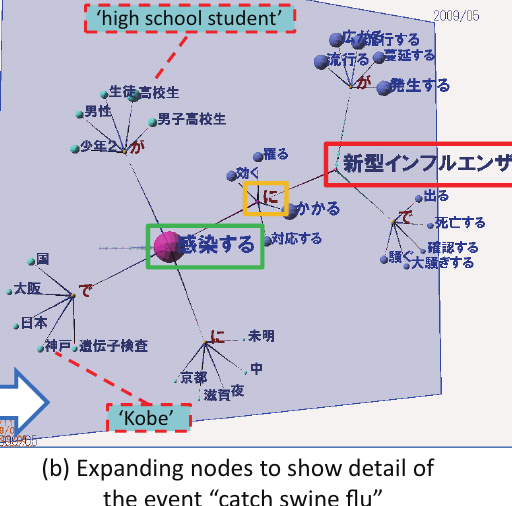 ‘high school student’
2009/05
広がる
流行する
流行する
蔓延する
が
発生する
生徒
高校生
男性
男子高校生
少年2
が
罹る
効く
新型インフルエンザ
に
かかる
出る
で
死亡する
感染する
対応する
確認する
騒ぐ
大騒ぎする
国
大阪
で
日本
神戸
遺伝子検査
に
未明
中
京都
夜
滋賀
‘Kobe’
(b) Expanding nodes to show detail of
the event “catch swine flu”